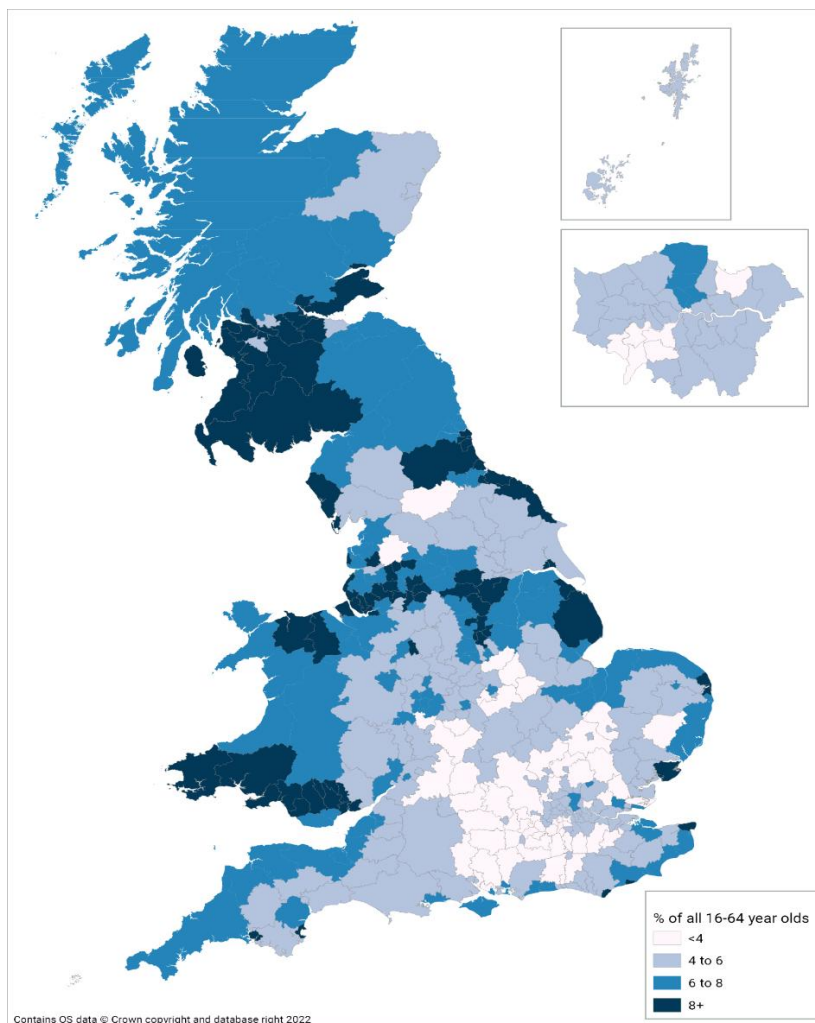 % of all 16-64 year olds
<4
4 to 6
6 to 8
8+
Contains OS data © Crown copyright and database right 2022